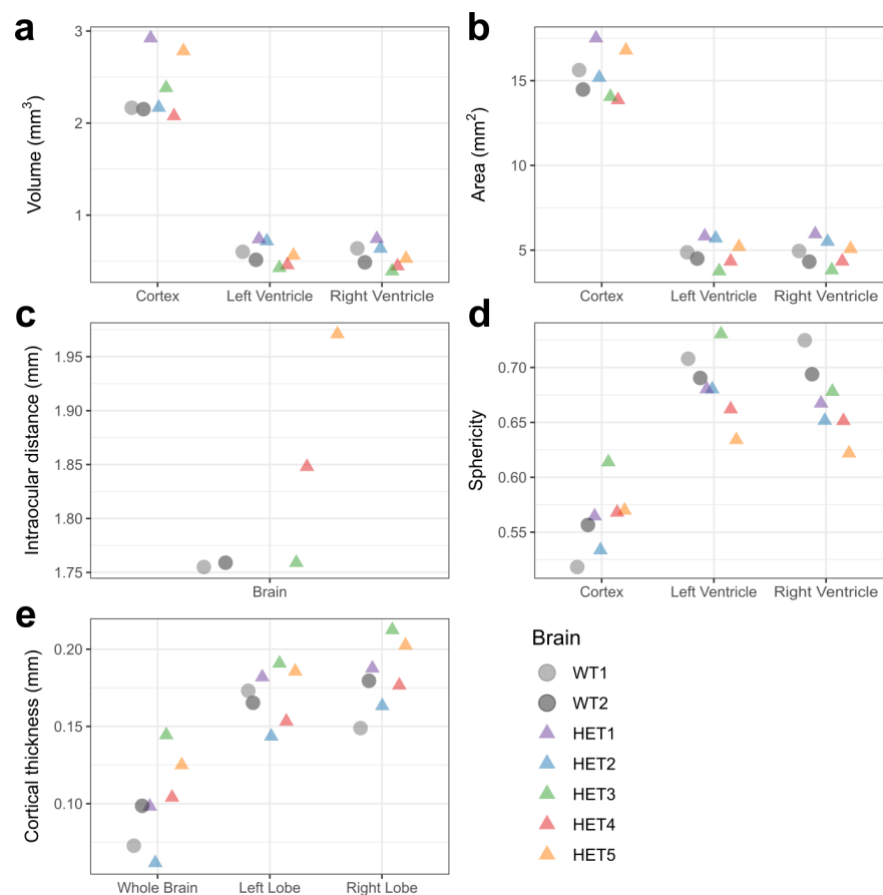 a
Volume (mm³)
3
2
1
Cortex Left Ventricle Right Ventricle
b
Area (mm²)
15
10
5
Cortex Left Ventricle Right Ventricle
c
Intraocular distance (mm)
1.95
1.90
1.85
1.80
1.75
Brain
d
Sphericity
0.70
0.65
0.60
0.55
Cortex Left Ventricle Right Ventricle
e
Cortical thickness (mm)
0.20
0.15
0.10
Whole Brain Left Lobe Right Lobe
Brain
WT1
WT2
HET1
HET2
HET3
HET4
HET5